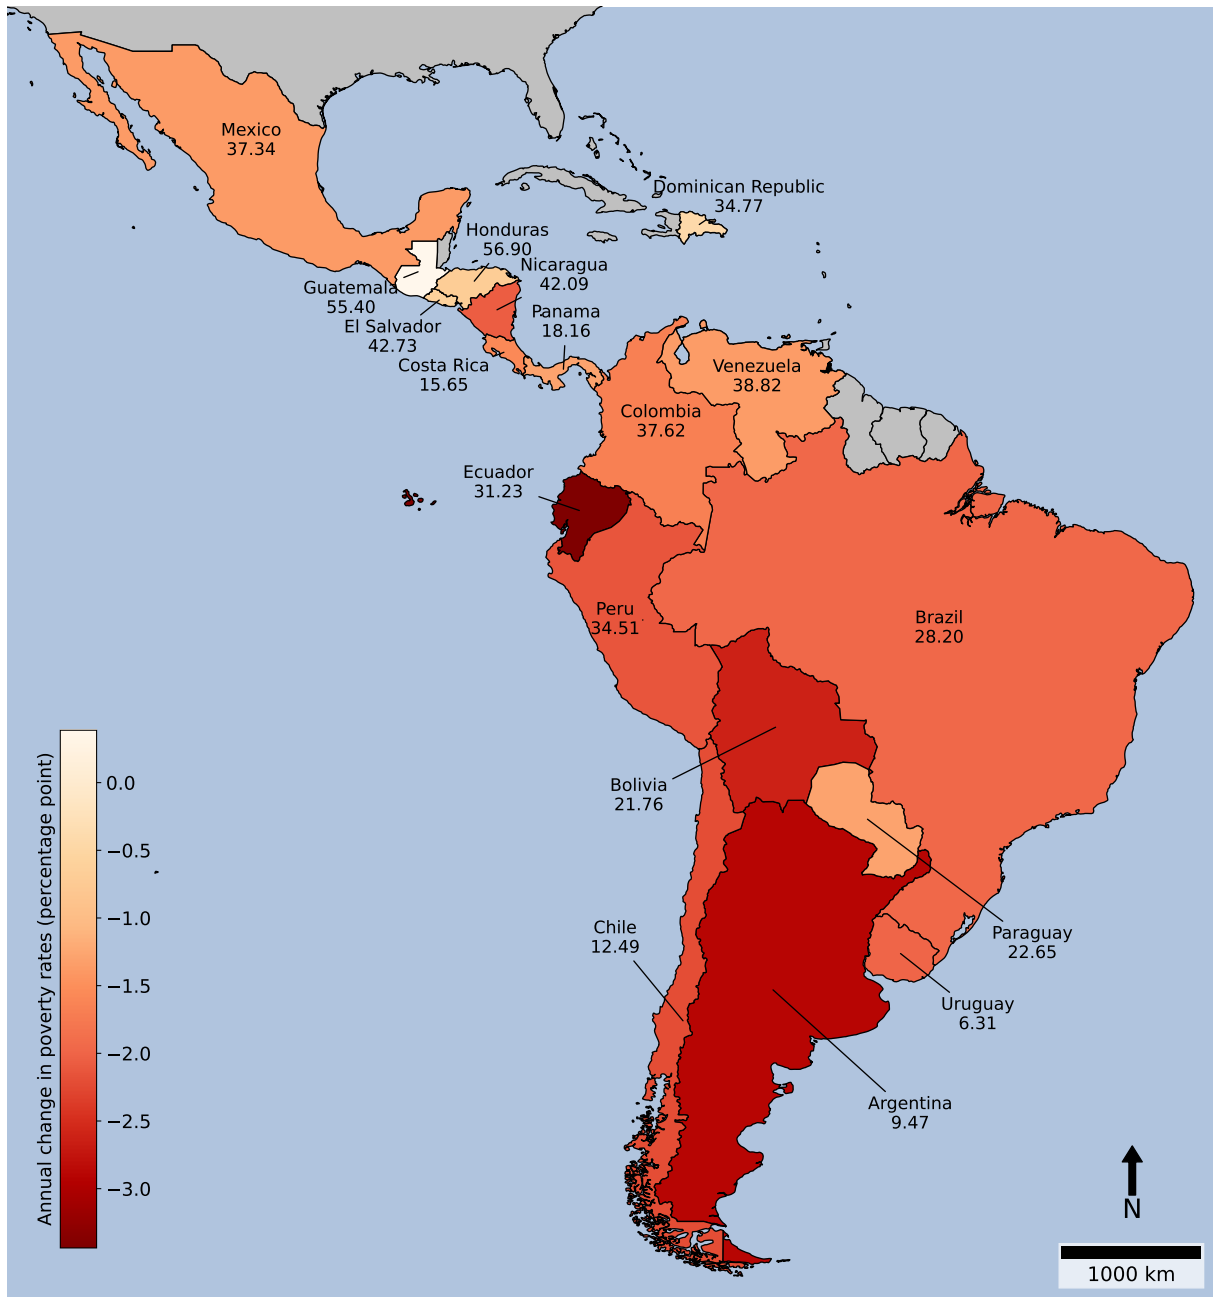 Mexico
37.34
Dominican Republic
34.77
Honduras
56.90
Nicaragua
42.09
Guatemala
55.40
El Salvador
42.73
Panama
18.16
Costa Rica
15.65
Venezuela
38.82
Colombia
37.62
Ecuador
31.23
Peru
34.51
Brazil
28.20
Bolivia
21.76
Chile
12.49
Paraguay
22.65
Uruguay
6.31
Argentina
9.47
Annual change in poverty rates (percentage point)
0.0
−0.5
−1.0
−1.5
−2.0
−2.5
−3.0
N
1000 km